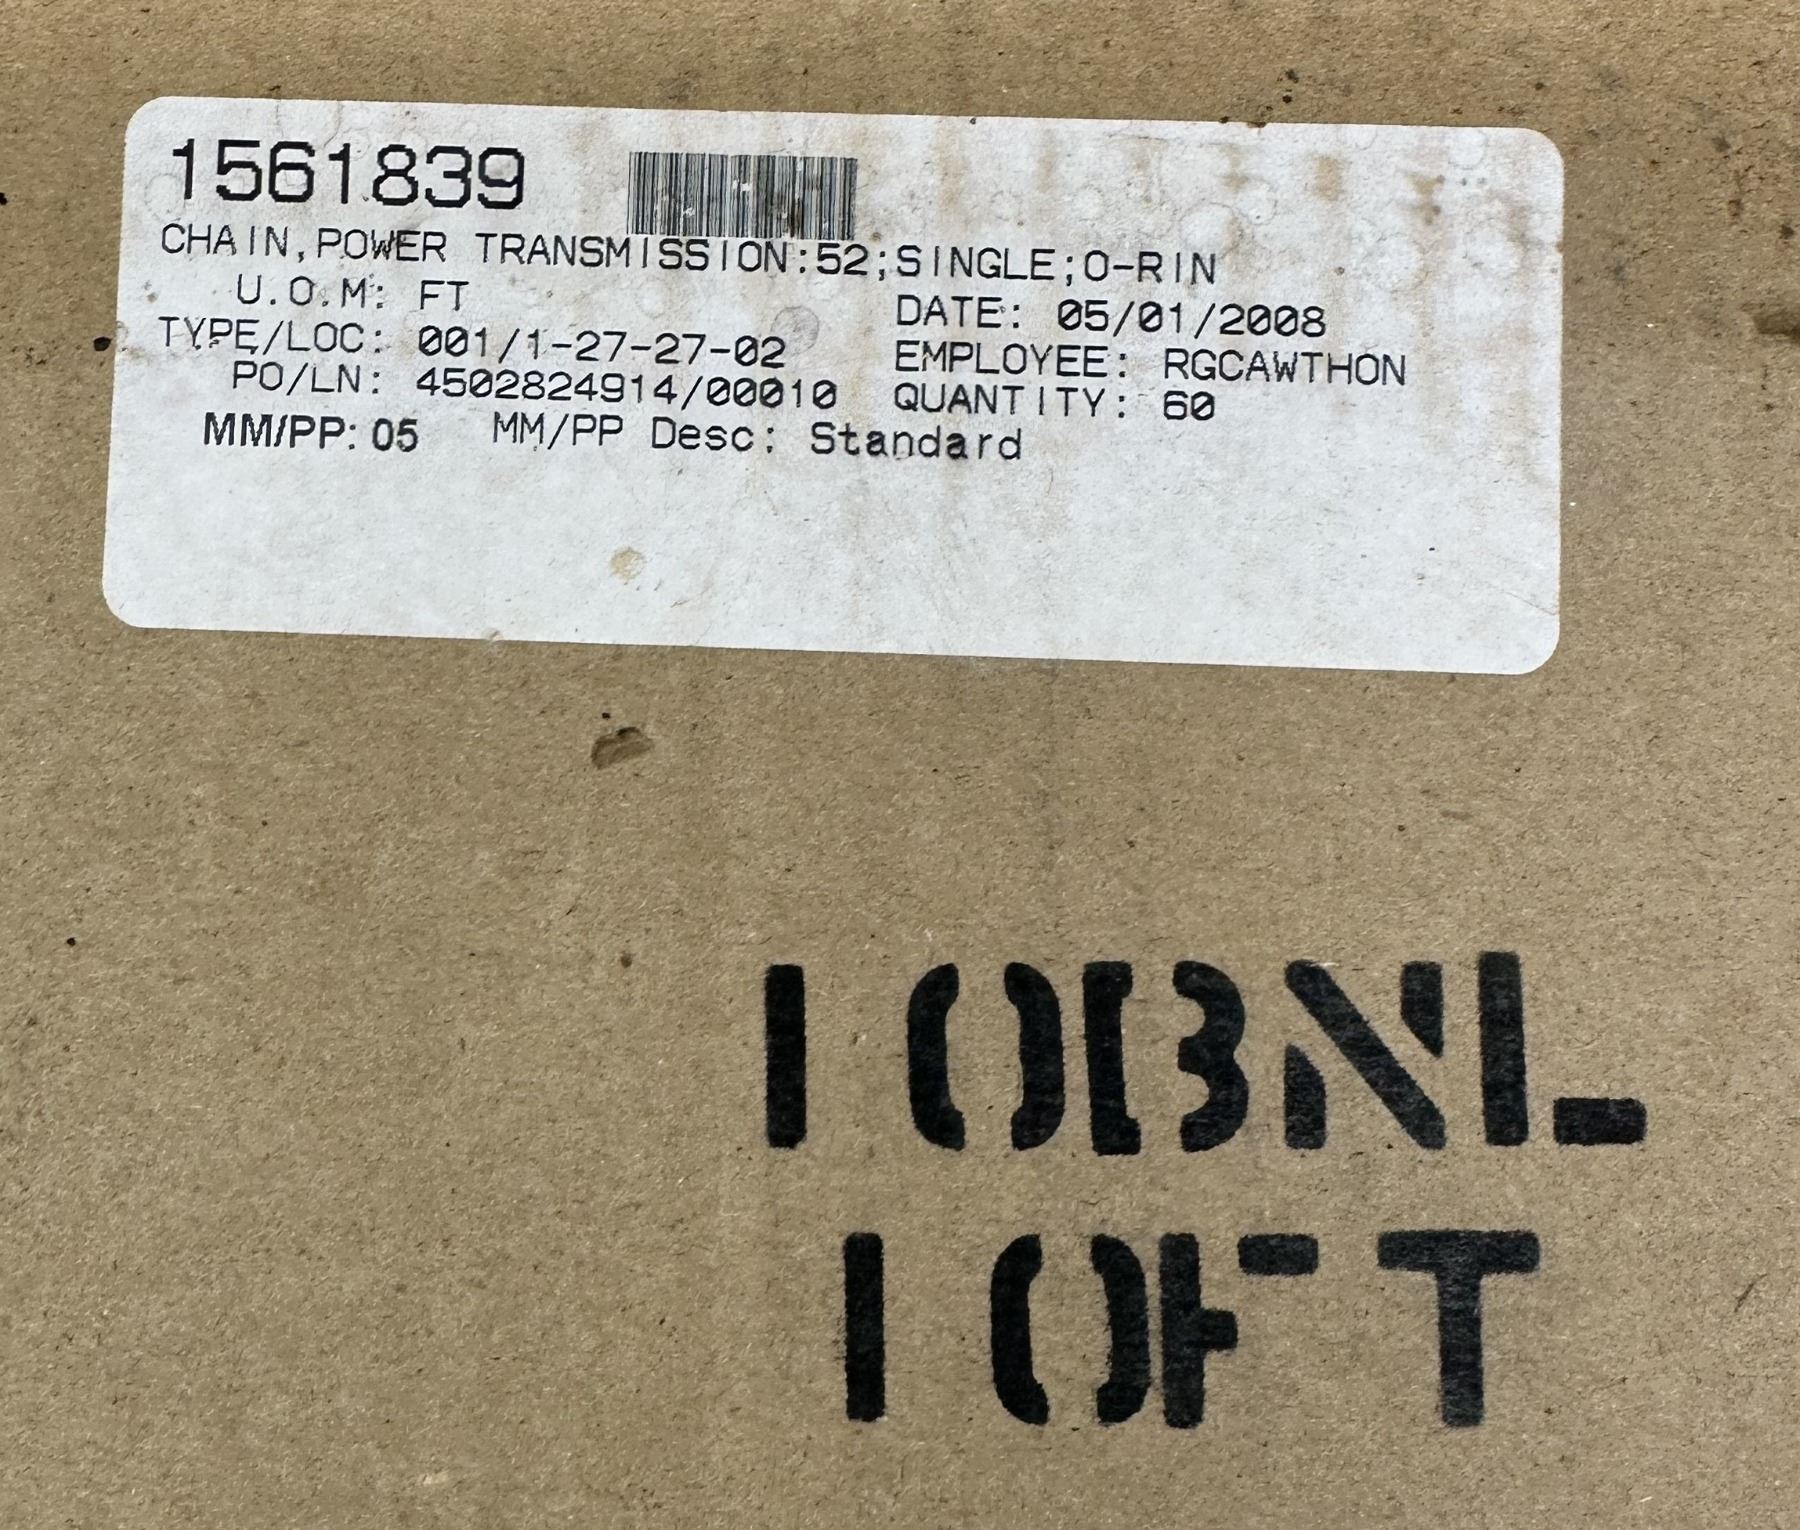 1561839
CHAIN,POWER TRANSMISSION:52;SINGLE;O-RIN
U.O.M: FT
DATE: 05/01/2008
TYPE/LOC: 001/1-27-27-02
EMPLOYEE: RGCAWTHON
PO/LN: 4502824914/00010
QUANTITY: 60
MM/PP: 05 MM/PP Desc: Standard
10BNL
10FT